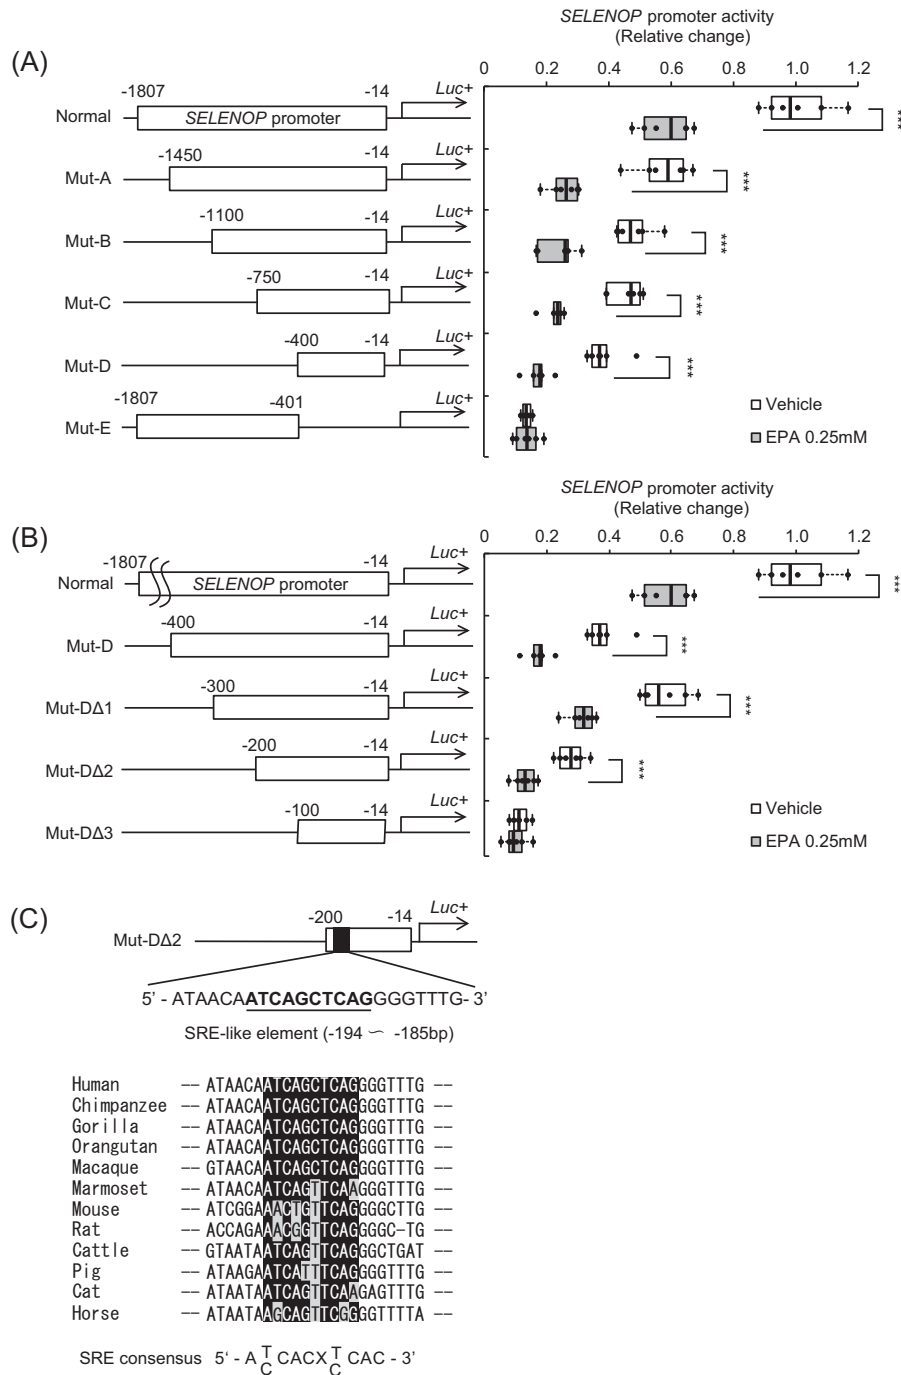 SELENOP promoter activity
(Relative change)
(A)
0 0.2 0.4 0.6 0.8 1.0 1.2
-1807 -14 Luc+
Normal SELENOP promoter ***
-1450 -14 Luc+
Mut-A ***
-1100 -14 Luc+
Mut-B ***
-750 -14 Luc+
Mut-C ***
-400 -14 Luc+
Mut-D ***
-1807 -401 Luc+
Mut-E
Vehicle
EPA 0.25mM
SELENOP promoter activity
(Relative change)
(B)
0 0.2 0.4 0.6 0.8 1.0 1.2
-1807 -14 Luc+
Normal SELENOP promoter ***
-400 -14 Luc+
Mut-D ***
-300 -14 Luc+
Mut-DΔ1 ***
-200 -14 Luc+
Mut-DΔ2 ***
-100 -14 Luc+
Mut-DΔ3
Vehicle
EPA 0.25mM
(C)
-200 -14 Luc+
Mut-DΔ2
5' - ATAACAATCAGCTCAGGGGTTTG- 3'
SRE-like element (-194 ~ -185bp)
Human -- ATAACAATCAGCTCAGGGGTTTG --
Chimpanzee -- ATAACAATCAGCTCAGGGGTTTG --
Gorilla -- ATAACAATCAGCTCAGGGGTTTG --
Orangutan -- ATAACAATCAGCTCAGGGGTTTG --
Macaque -- GTAACAATCAGCTCAGGGGTTTG --
Marmoset -- ATAACAATCAGTTCAAGGGTTTG --
Mouse -- ATCGGAAACTGTTCAGGGGCTTG --
Rat -- ACCAGAAACGGTTCAGGGGC-TG --
Cattle -- GTAATAATCAGTTCAGGGCTGAT --
Pig -- ATAAGAATCATTTCAGGGGTTTG --
Cat -- ATAATAATCAGTTCAAGAGTTTG --
Horse -- ATAATAAGCAGTTCGGGGTTTTA --
SRE consensus 5' - A T/C CACX T/C CAC - 3'